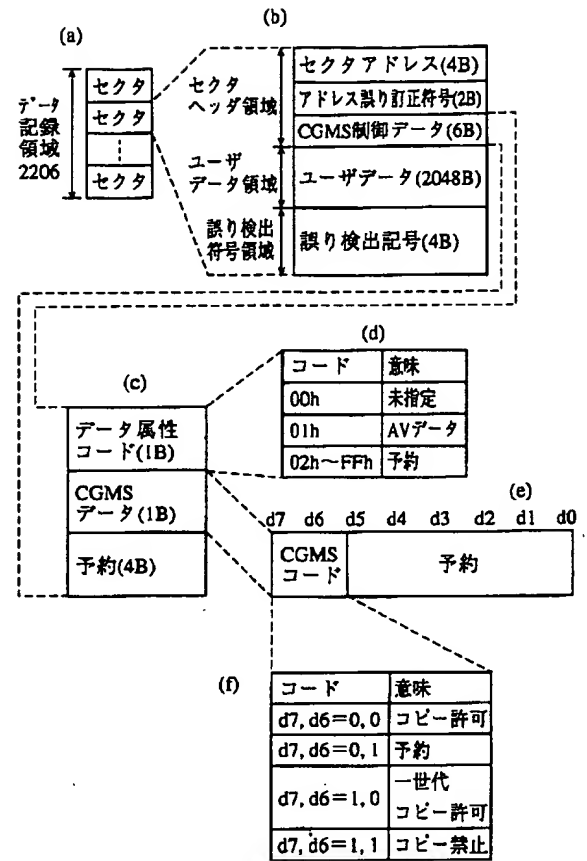 (a)
データ
記録
領域
2206
セクタ
セクタ
セクタ
(b)
セクタ
ヘッダ領域
ユーザ
データ領域
誤り検出
符号領域
セクタアドレス(4B)
アドレス誤り訂正符号(2B)
CGMS制御データ(6B)
ユーザデータ(2048B)
誤り検出記号(4B)
(c)
データ属性
コード(1B)
CGMS
データ(1B)
予約(4B)
(d)
コード 意味
00h 未指定
01h AVデータ
02h~FFh 予約
(e)
d7 d6 d5 d4 d3 d2 d1 d0
CGMS
コード
予約
(f)
コード 意味
d7, d6=0, 0 コピー許可
d7, d6=0, 1 予約
d7, d6=1, 0 一世代
コピー許可
d7, d6=1, 1 コピー禁止